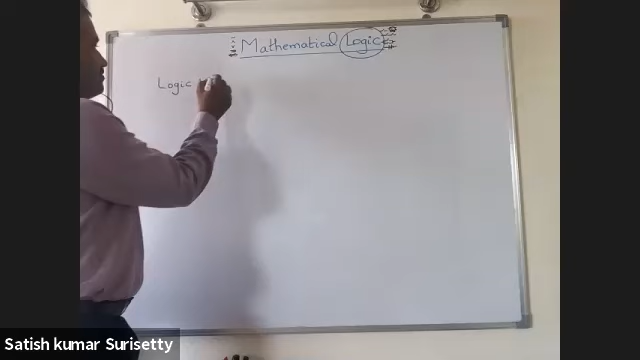 Mathematical Logic
Logic
Satish kumar Surisetty